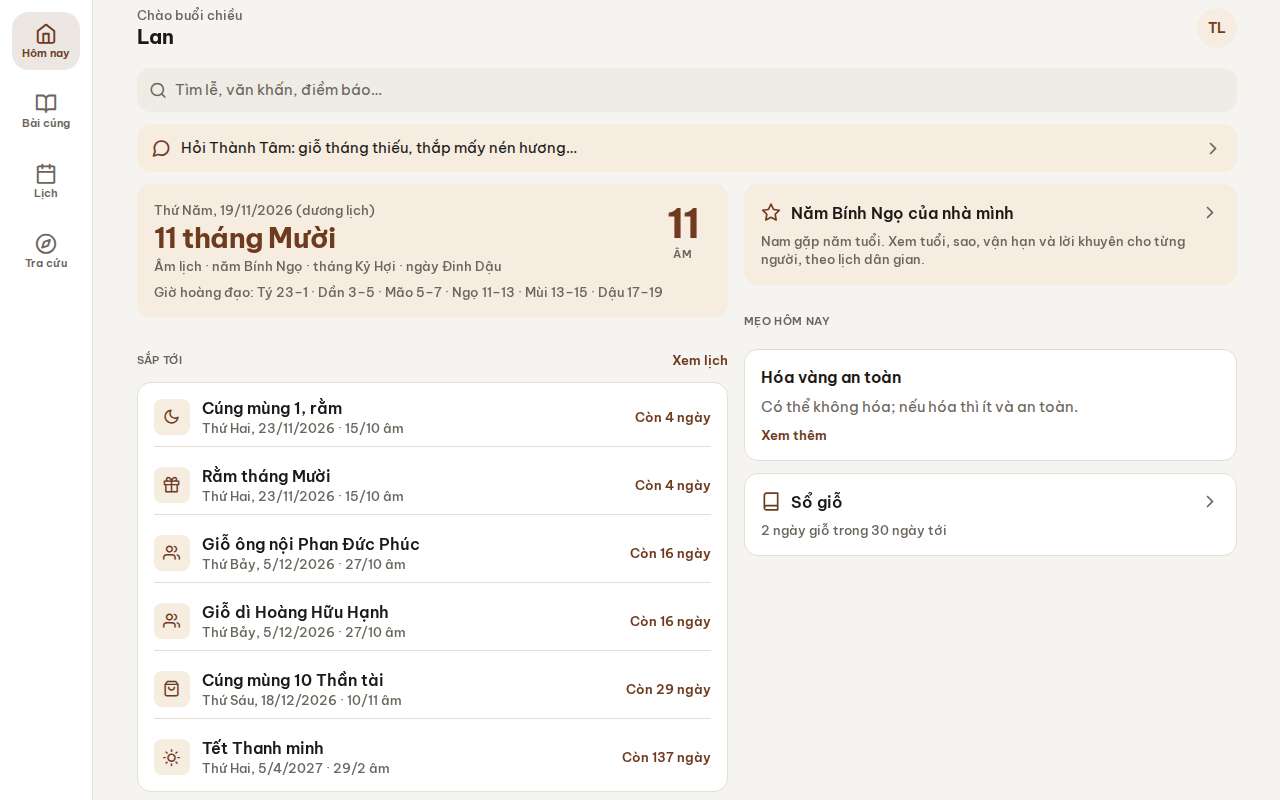 Hôm nay
Bài cúng
Lịch
Tra cứu
Chào buổi chiều
Lan
TL
Tìm lễ, văn khấn, điềm báo...
Hỏi Thành Tâm: giỗ tháng thiếu, thắp mấy nén hương...
Thứ Năm, 19/11/2026 (dương lịch)
11 tháng Mười
Âm lịch · năm Bính Ngọ · tháng Kỷ Hợi · ngày Đinh Dậu
Giờ hoàng đạo: Tý 23–1 · Dần 3–5 · Mão 5–7 · Ngọ 11–13 · Mùi 13–15 · Dậu 17–19
11
ÂM
SẮP TỚI
Xem lịch
Cúng mùng 1, rằm
Thứ Hai, 23/11/2026 · 15/10 âm
Còn 4 ngày
Rằm tháng Mười
Thứ Hai, 23/11/2026 · 15/10 âm
Còn 4 ngày
Giỗ ông nội Phan Đức Phúc
Thứ Bảy, 5/12/2026 · 27/10 âm
Còn 16 ngày
Giỗ dì Hoàng Hữu Hạnh
Thứ Bảy, 5/12/2026 · 27/10 âm
Còn 16 ngày
Cúng mùng 10 Thần tài
Thứ Sáu, 18/12/2026 · 10/11 âm
Còn 29 ngày
Tết Thanh minh
Thứ Hai, 5/4/2027 · 29/2 âm
Còn 137 ngày
Năm Bính Ngọ của nhà mình
Nam gặp năm tuổi. Xem tuổi, sao, vận hạn và lời khuyên cho từng
người, theo lịch dân gian.
MẸO HÔM NAY
Hóa vàng an toàn
Có thể không hóa; nếu hóa thì ít và an toàn.
Xem thêm
Sổ giỗ
2 ngày giỗ trong 30 ngày tới